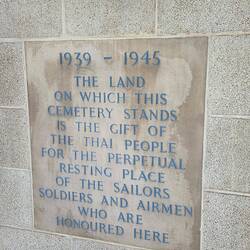 1939 - 1945
THE LAND
ON WHICH THIS
CEMETERY STANDS
IS THE GIFT OF
THE THAI PEOPLE
FOR THE PERPETUAL
RESTING PLACE
OF THE SAILORS
SOLDIERS AND AIRMEN
WHO ARE
HONOURED HERE